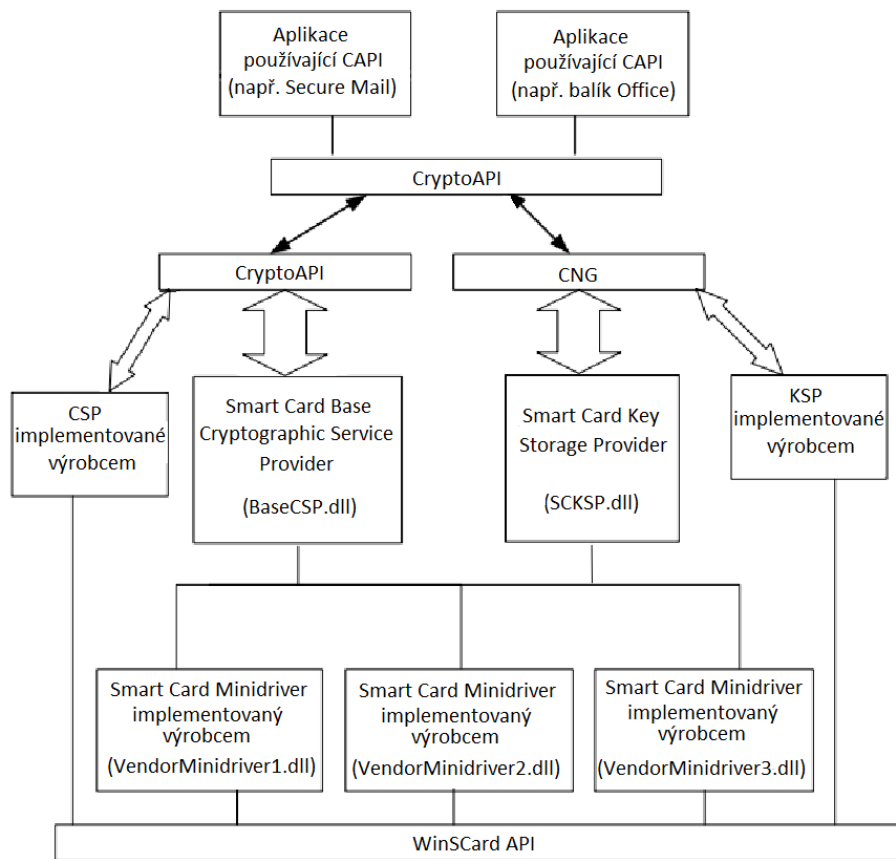 Aplikace
používající CAPI
(např. Secure Mail)
Aplikace
používající CAPI
(např. balík Office)
CryptoAPI
CryptoAPI
CNG
CSP
implementované
výrobcem
Smart Card Base
Cryptographic Service
Provider
(BaseCSP.dll)
Smart Card Key
Storage Provider
(SCKSP.dll)
KSP
implementované
výrobcem
Smart Card Minidriver
implementovaný
výrobcem
(VendorMinidriver1.dll)
Smart Card Minidriver
implementovaný
výrobcem
(VendorMinidriver2.dll)
Smart Card Minidriver
implementovaný
výrobcem
(VendorMinidriver3.dll)
WinSCard API